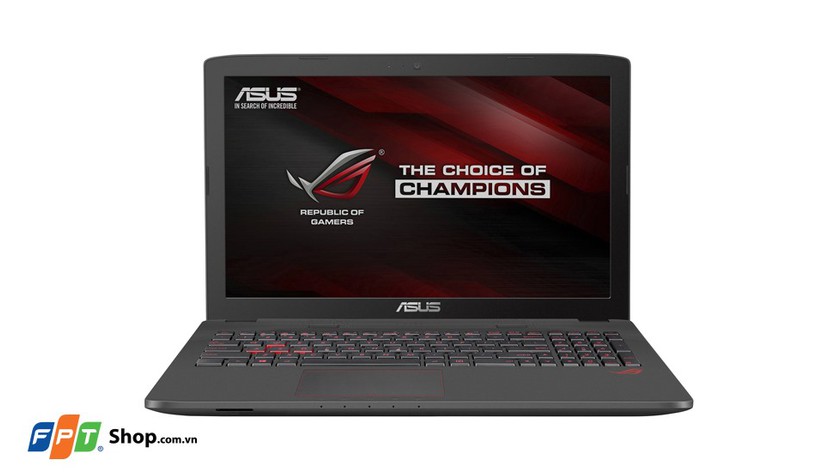 ASUS
IN SEARCH OF INCREDIBLE
THE CHOICE OF
CHAMPIONS
REPUBLIC OF
GAMERS
ASUS
FPT Shop.com.vn